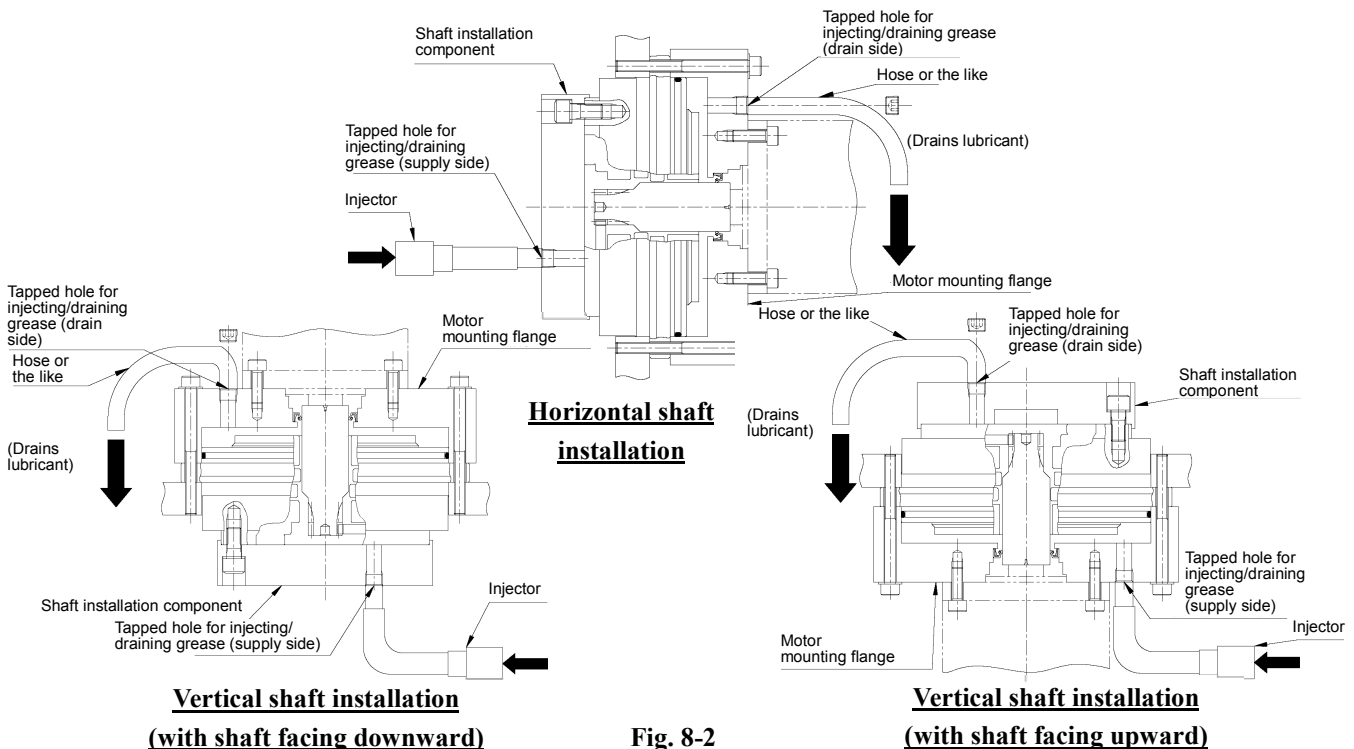 Shaft installation
component
Tapped hole for
injecting/draining grease
(drain side)
Hose or the like
(Drains lubricant)
Tapped hole for
injecting/draining
grease (supply side)
Injector
Motor mounting flange
Horizontal shaft
installation
Tapped hole for
injecting/draining
grease (drain
side)
Hose or
the like
Motor
mounting flange
(Drains
lubricant)
Shaft installation component
Tapped hole for injecting/
draining grease (supply side)
Injector
Vertical shaft installation
(with shaft facing downward)
Fig. 8-2
Hose or the like
Tapped hole for
injecting/draining
grease (drain side)
Shaft installation
component
(Drains
lubricant)
Tapped hole for
injecting/draining
grease
(supply side)
Motor
mounting flange
Injector
Vertical shaft installation
(with shaft facing upward)